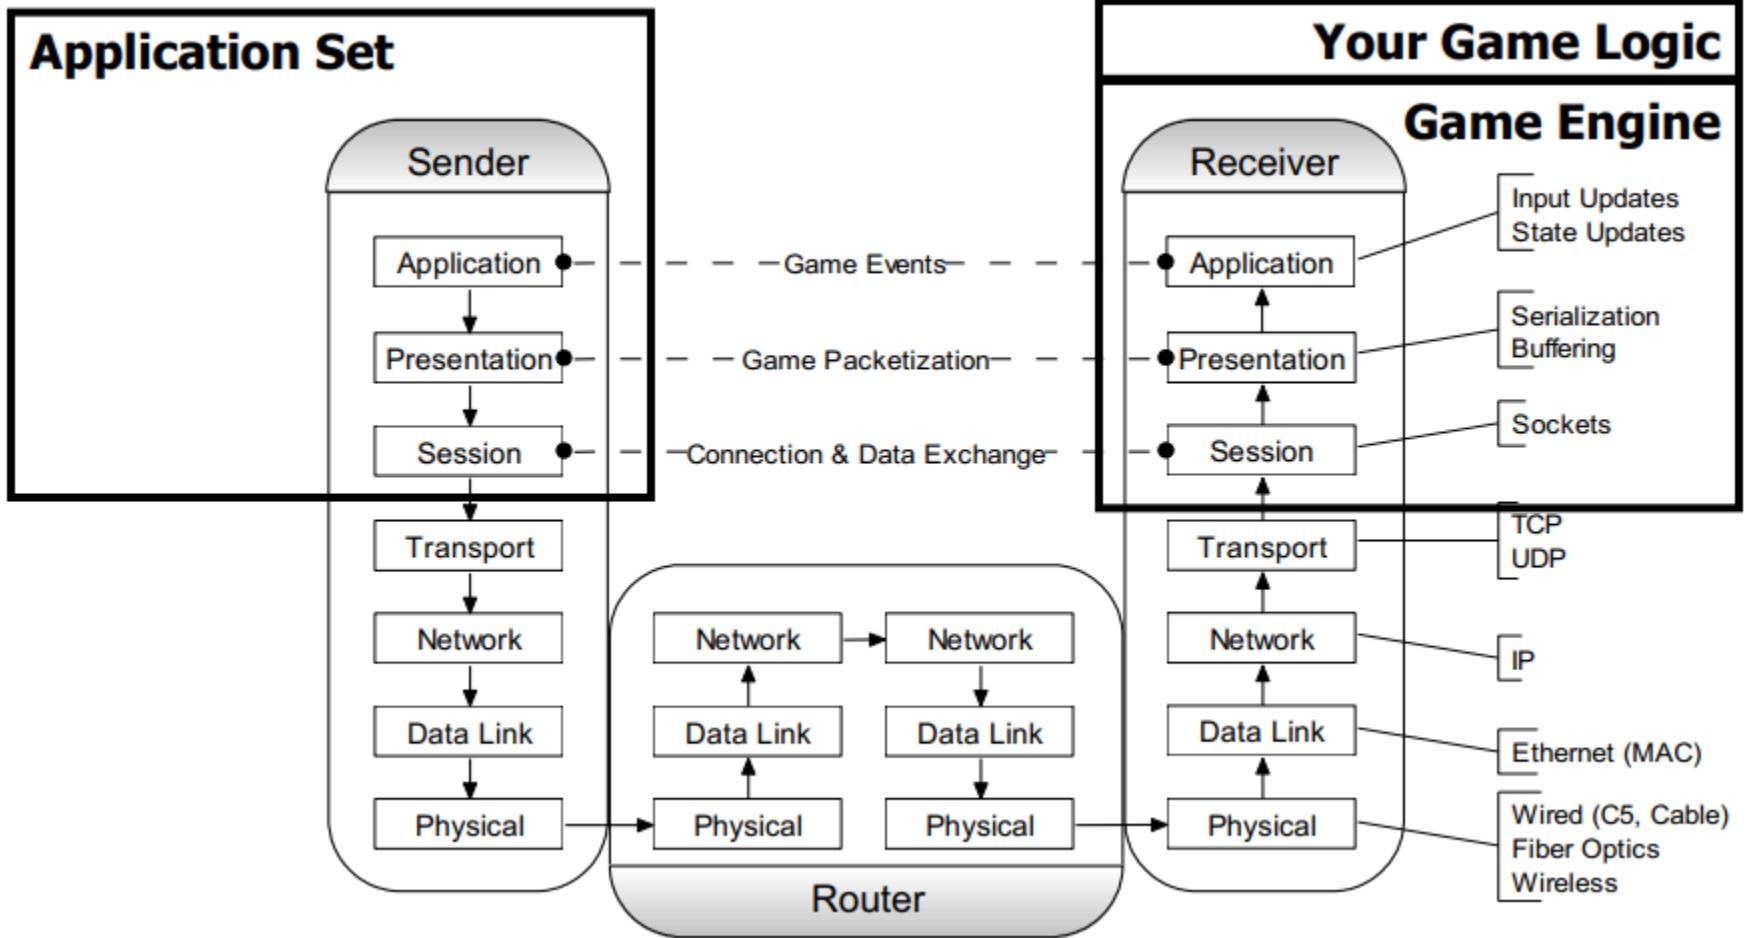 Application Set
Your Game Logic
Game Engine
Sender
Receiver
Input Updates
State Updates
Application
Game Events
Application
Serialization
Buffering
Presentation
Game Packetization
Presentation
Sockets
Session
Connection & Data Exchange
Session
TCP
UDP
Transport
Transport
Network
Network
Network
Network
IP
Data Link
Data Link
Data Link
Data Link
Ethernet (MAC)
Physical
Physical
Physical
Physical
Wired (C5, Cable)
Fiber Optics
Wireless
Router